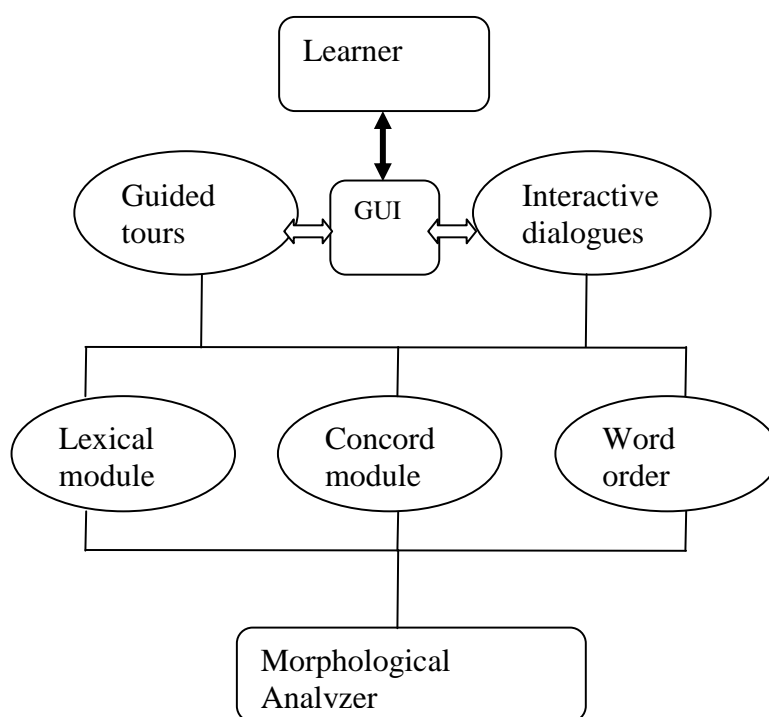 Learner
Guided
tours
GUI
Interactive
dialogues
Lexical
module
Concord
module
Word
order
Morphological
Analyzer